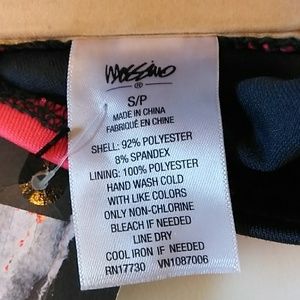 mossimo
®
S/P
MADE IN CHINA
FABRIQUÉ EN CHINE
SHELL: 92% POLYESTER
8% SPANDEX
LINING: 100% POLYESTER
HAND WASH COLD
WITH LIKE COLORS
ONLY NON-CHLORINE
BLEACH IF NEEDED
LINE DRY
COOL IRON IF NEEDED
RN17730 VN1087006